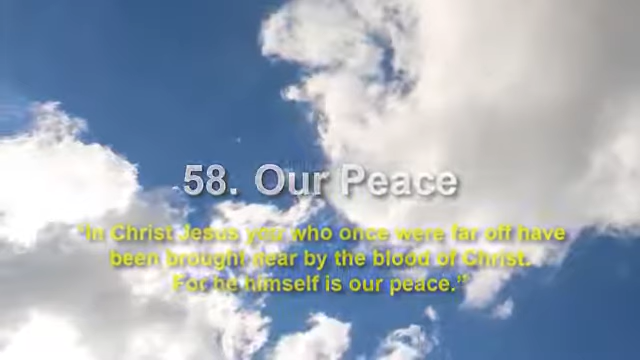 58. Our Peace
"In Christ Jesus you who once were far off have
been brought near by the blood of Christ.
For he himself is our peace."